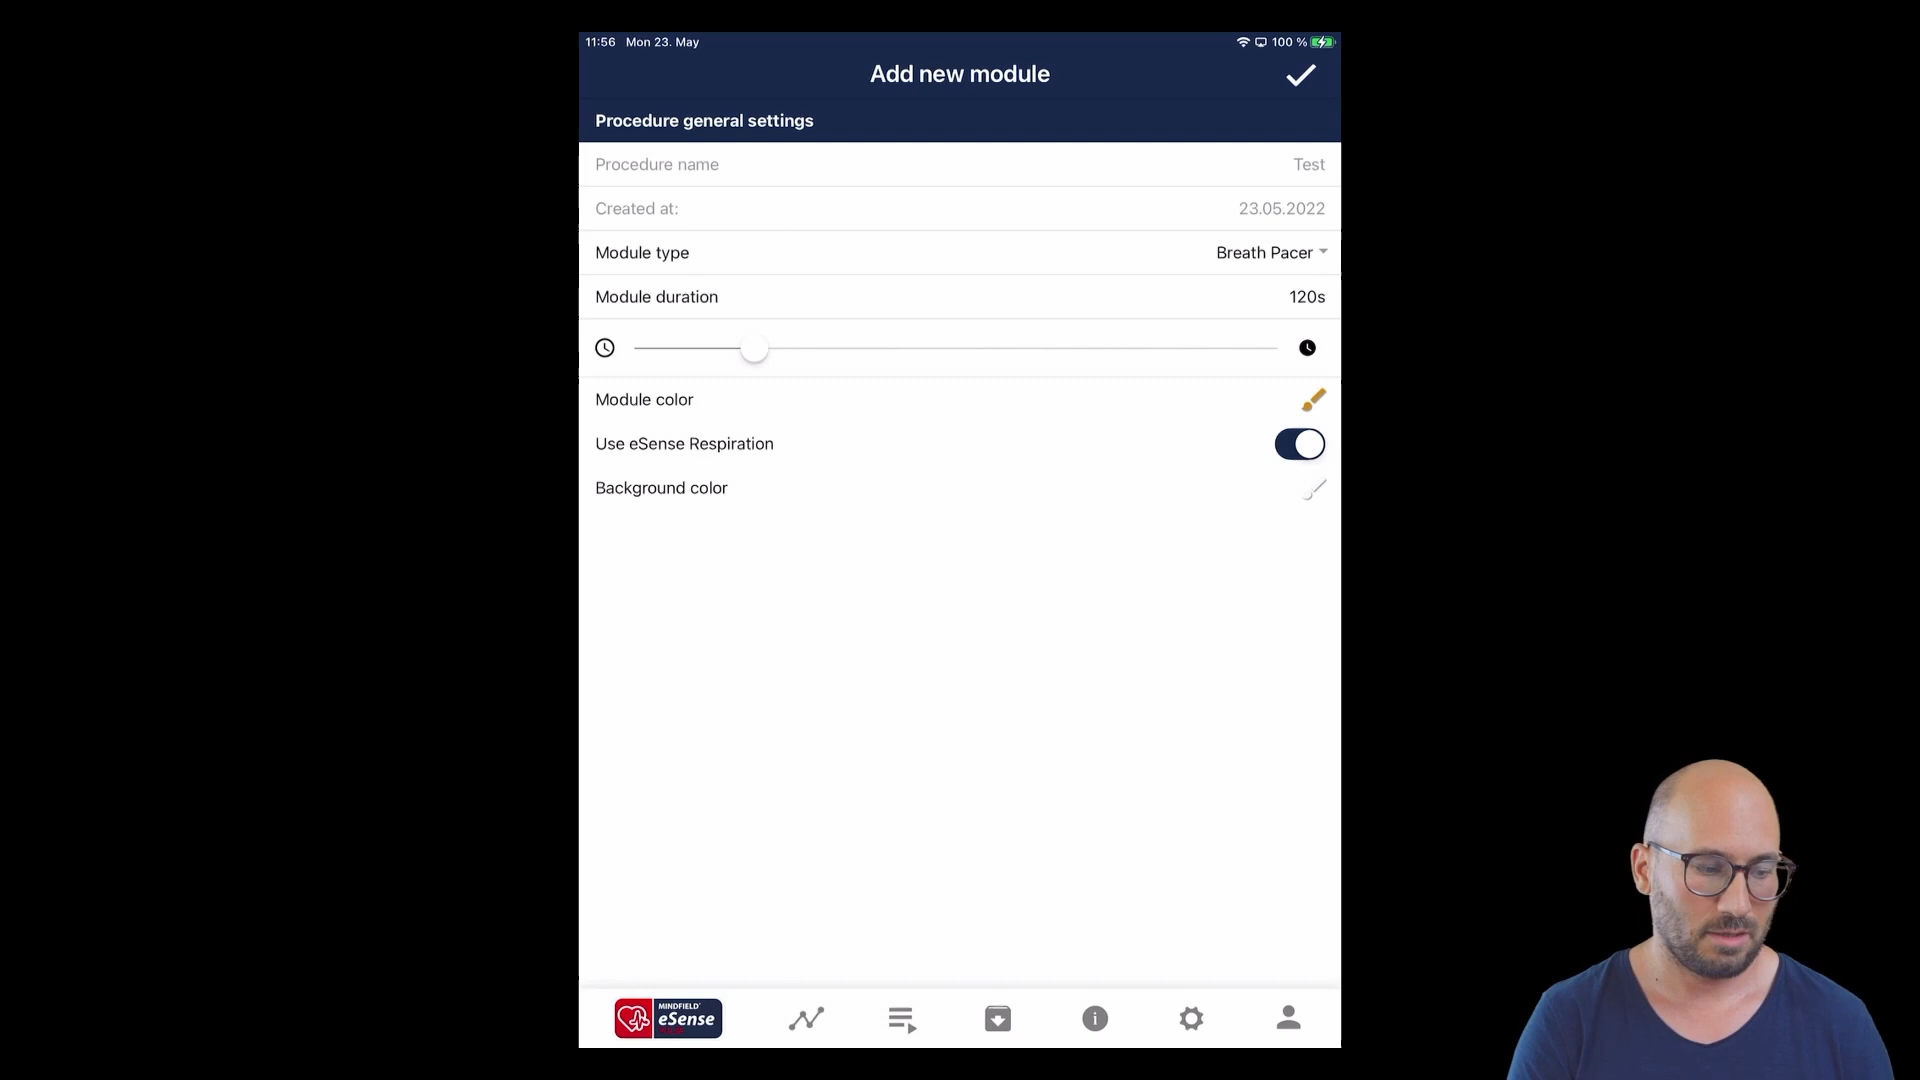 11:56 Mon 23. May
100 %
Add new module
Procedure general settings
Procedure name Test
Created at: 23.05.2022
Module type Breath Pacer
Module duration 120s
Module color
Use eSense Respiration
Background color
MINDFIELD
eSense